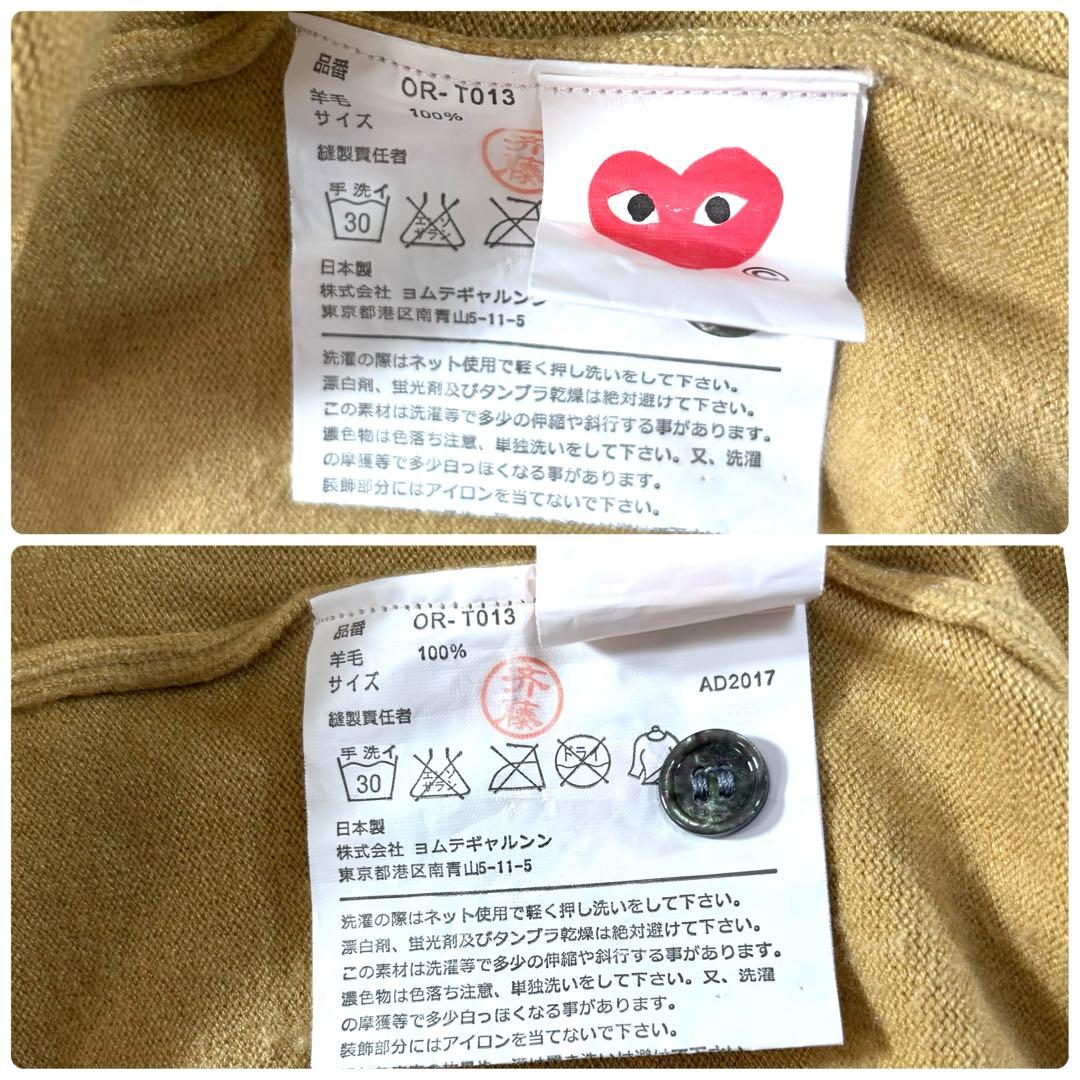 品番 OR-T013
羊毛 100%
サイズ
縫製責任者 斉藤
手洗イ
30 エンソ サラン
日本製
株式会社 ヨムテギャルンン
東京都港区南青山5-11-5
©
洗濯の際はネット使用で軽く押し洗いをして下さい。
漂白剤、蛍光剤及びタンブラ乾燥は絶対避けて下さい。
この素材は洗濯等で多少の伸縮や斜行する事があります。
濃色物は色落ち注意、単独洗いをして下さい。又、洗濯
の摩獲等で多少白っほくなる事があります。
装飾部分にはアイロンを当てないで下さい。
品番 OR-T013
羊毛 100%
サイズ AD2017
縫製責任者 斉藤
手洗イ
30 エンソ サラン ドライ
日本製
株式会社 ヨムテギャルンン
東京都港区南青山5-11-5
洗濯の際はネット使用で軽く押し洗いをして下さい。
漂白剤、蛍光剤及びタンブラ乾燥は絶対避けて下さい。
この素材は洗濯等で多少の伸縮や斜行する事があります。
濃色物は色落ち注意、単独洗いをして下さい。又、洗濯
の摩獲等で多少白っほくなる事があります。
装飾部分にはアイロンを当てないで下さい。